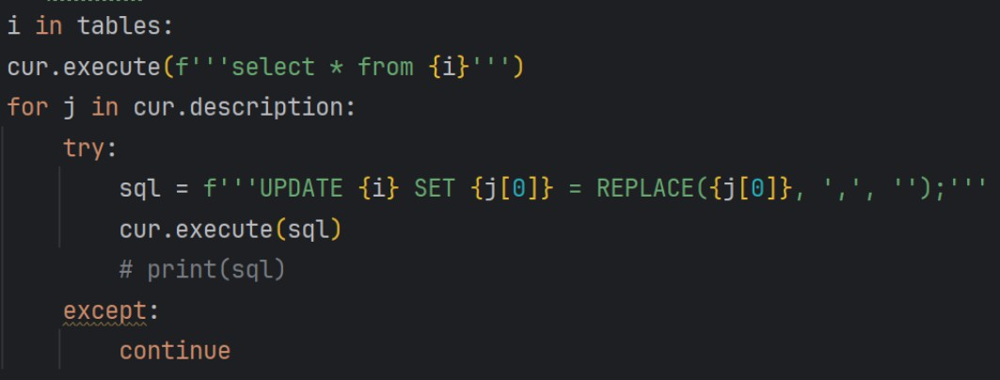 i in tables:
cur.execute(f'''select * from {i}''')
for j in cur.description:
try:
sql = f'''UPDATE {i} SET {j[0]} = REPLACE({j[0]}, ',', '');'''
cur.execute(sql)
# print(sql)
except:
continue